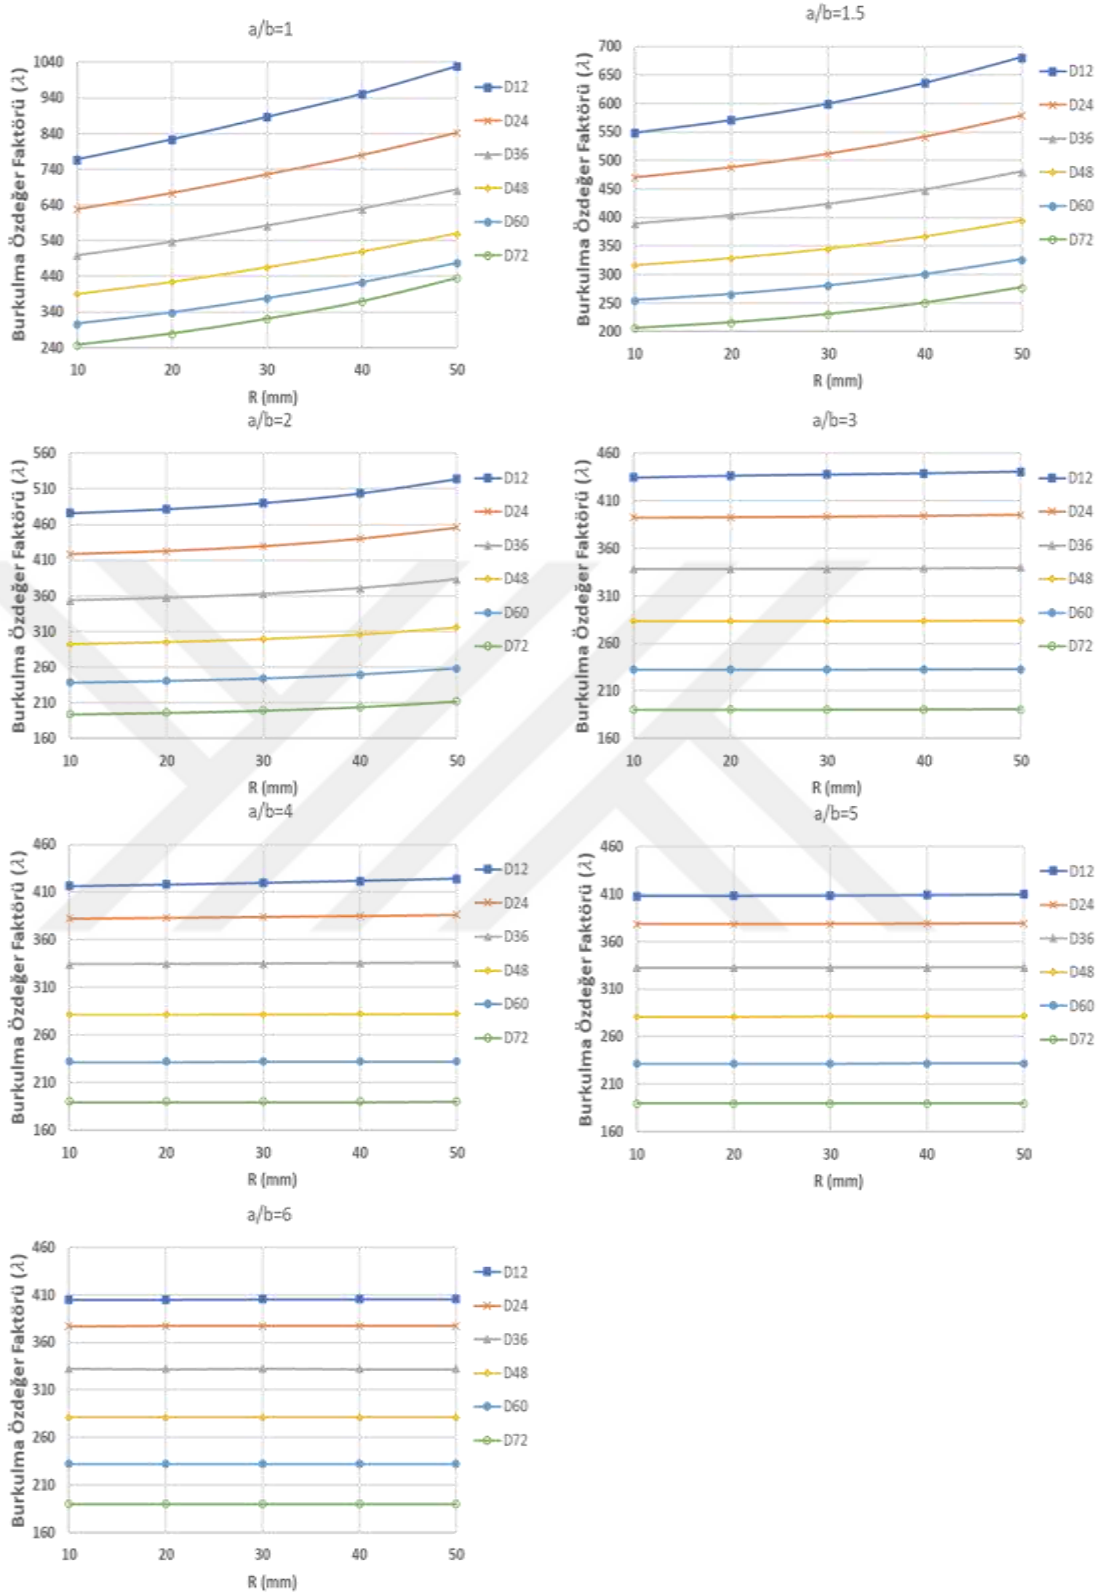 a/b=1
Burkulma Özdeğer Faktörü (λ)
1040
940
840
740
640
540
440
340
240
10 20 30 40 50
R (mm)
D12
D24
D36
D48
D60
D72
a/b=1.5
Burkulma Özdeğer Faktörü (λ)
700
650
600
550
500
450
400
350
300
250
200
10 20 30 40 50
R (mm)
D12
D24
D36
D48
D60
D72
a/b=2
Burkulma Özdeğer Faktörü (λ)
560
510
460
410
360
310
260
210
160
10 20 30 40 50
R (mm)
D12
D24
D36
D48
D60
D72
a/b=3
Burkulma Özdeğer Faktörü (λ)
460
410
360
310
260
210
160
10 20 30 40 50
R (mm)
D12
D24
D36
D48
D60
D72
a/b=4
Burkulma Özdeğer Faktörü (λ)
460
410
360
310
260
210
160
10 20 30 40 50
R (mm)
D12
D24
D36
D48
D60
D72
a/b=5
Burkulma Özdeğer Faktörü (λ)
460
410
360
310
260
210
160
10 20 30 40 50
R (mm)
D12
D24
D36
D48
D60
D72
a/b=6
Burkulma Özdeğer Faktörü (λ)
460
410
360
310
260
210
160
10 20 30 40 50
R (mm)
D12
D24
D36
D48
D60
D72